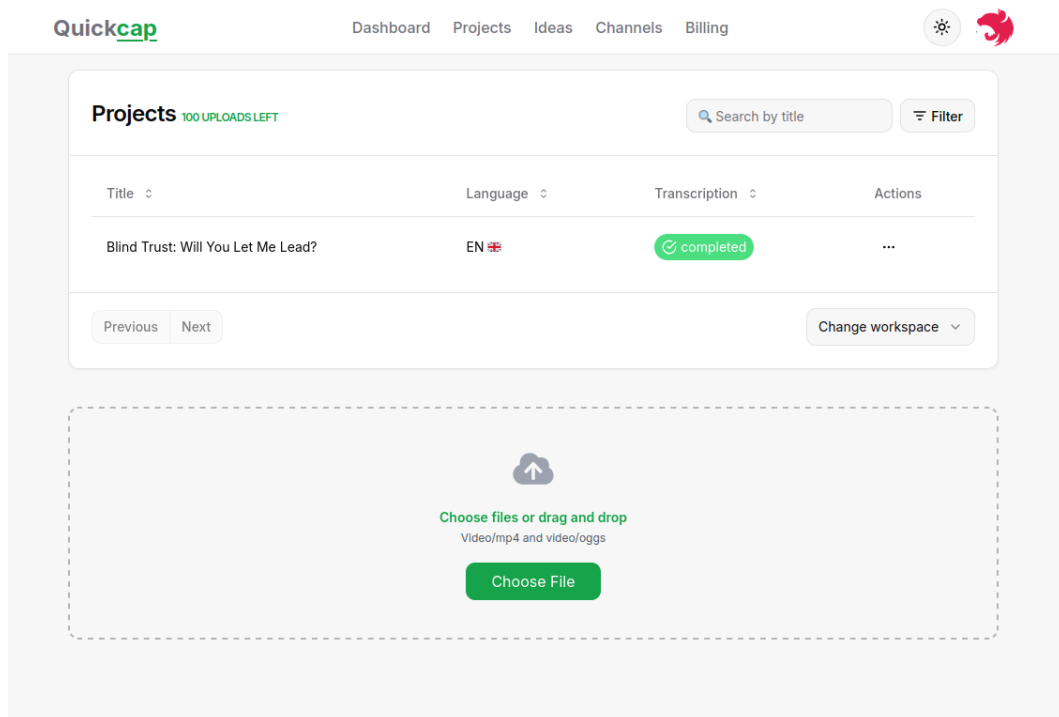 Quickcap
Dashboard Projects Ideas Channels Billing
Projects 100 UPLOADS LEFT
Search by title
Filter
Title Language Transcription Actions
Blind Trust: Will You Let Me Lead? EN completed ...
Previous Next
Change workspace
Choose files or drag and drop
Video/mp4 and video/oggs
Choose File